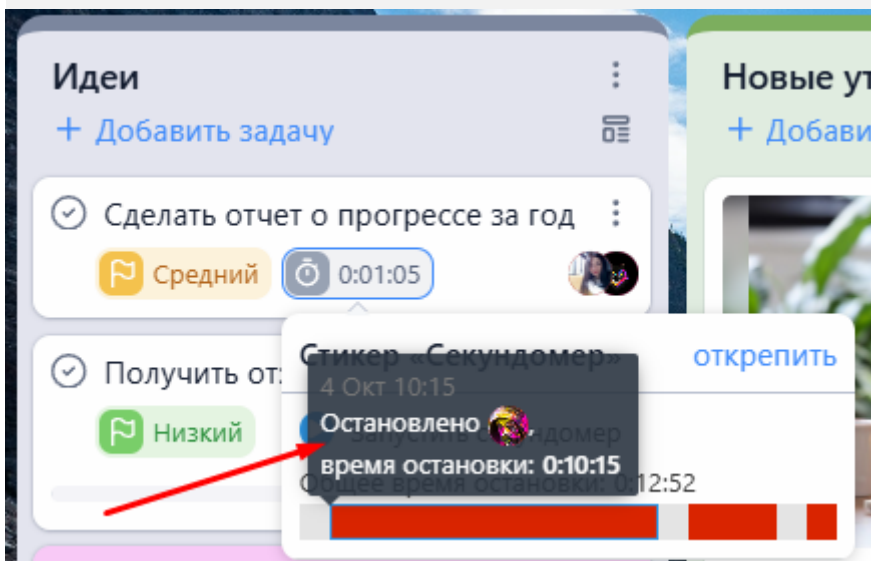 Идеи
+ Добавить задачу
Сделать отчет о прогрессе за год
Средний
0:01:05
Получить от
Низкий
Стикер «Секундомер»
открепить
4 Окт 10:15
Остановлено
время остановки: 0:10:15
Запустить секундомер
Общее время остановки: 0:12:52
Новые ут
+ Добави